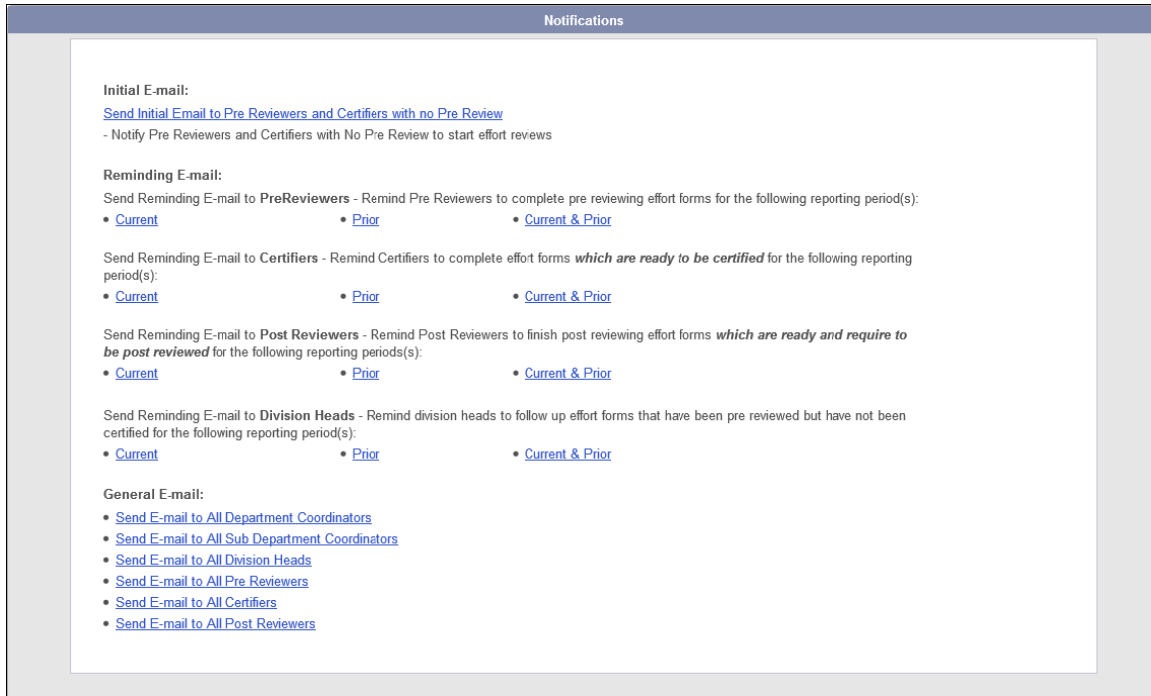 Notifications
Initial E-mail:
Send Initial Email to Pre Reviewers and Certifiers with no Pre Review
- Notify Pre Reviewers and Certifiers with No Pre Review to start effort reviews
Reminding E-mail:
Send Reminding E-mail to PreReviewers - Remind Pre Reviewers to complete pre reviewing effort forms for the following reporting period(s):
• Current • Prior • Current & Prior
Send Reminding E-mail to Certifiers - Remind Certifiers to complete effort forms which are ready to be certified for the following reporting
period(s):
• Current • Prior • Current & Prior
Send Reminding E-mail to Post Reviewers - Remind Post Reviewers to finish post reviewing effort forms which are ready and require to
be post reviewed for the following reporting periods(s):
• Current • Prior • Current & Prior
Send Reminding E-mail to Division Heads - Remind division heads to follow up effort forms that have been pre reviewed but have not been
certified for the following reporting period(s):
• Current • Prior • Current & Prior
General E-mail:
• Send E-mail to All Department Coordinators
• Send E-mail to All Sub Department Coordinators
• Send E-mail to All Division Heads
• Send E-mail to All Pre Reviewers
• Send E-mail to All Certifiers
• Send E-mail to All Post Reviewers